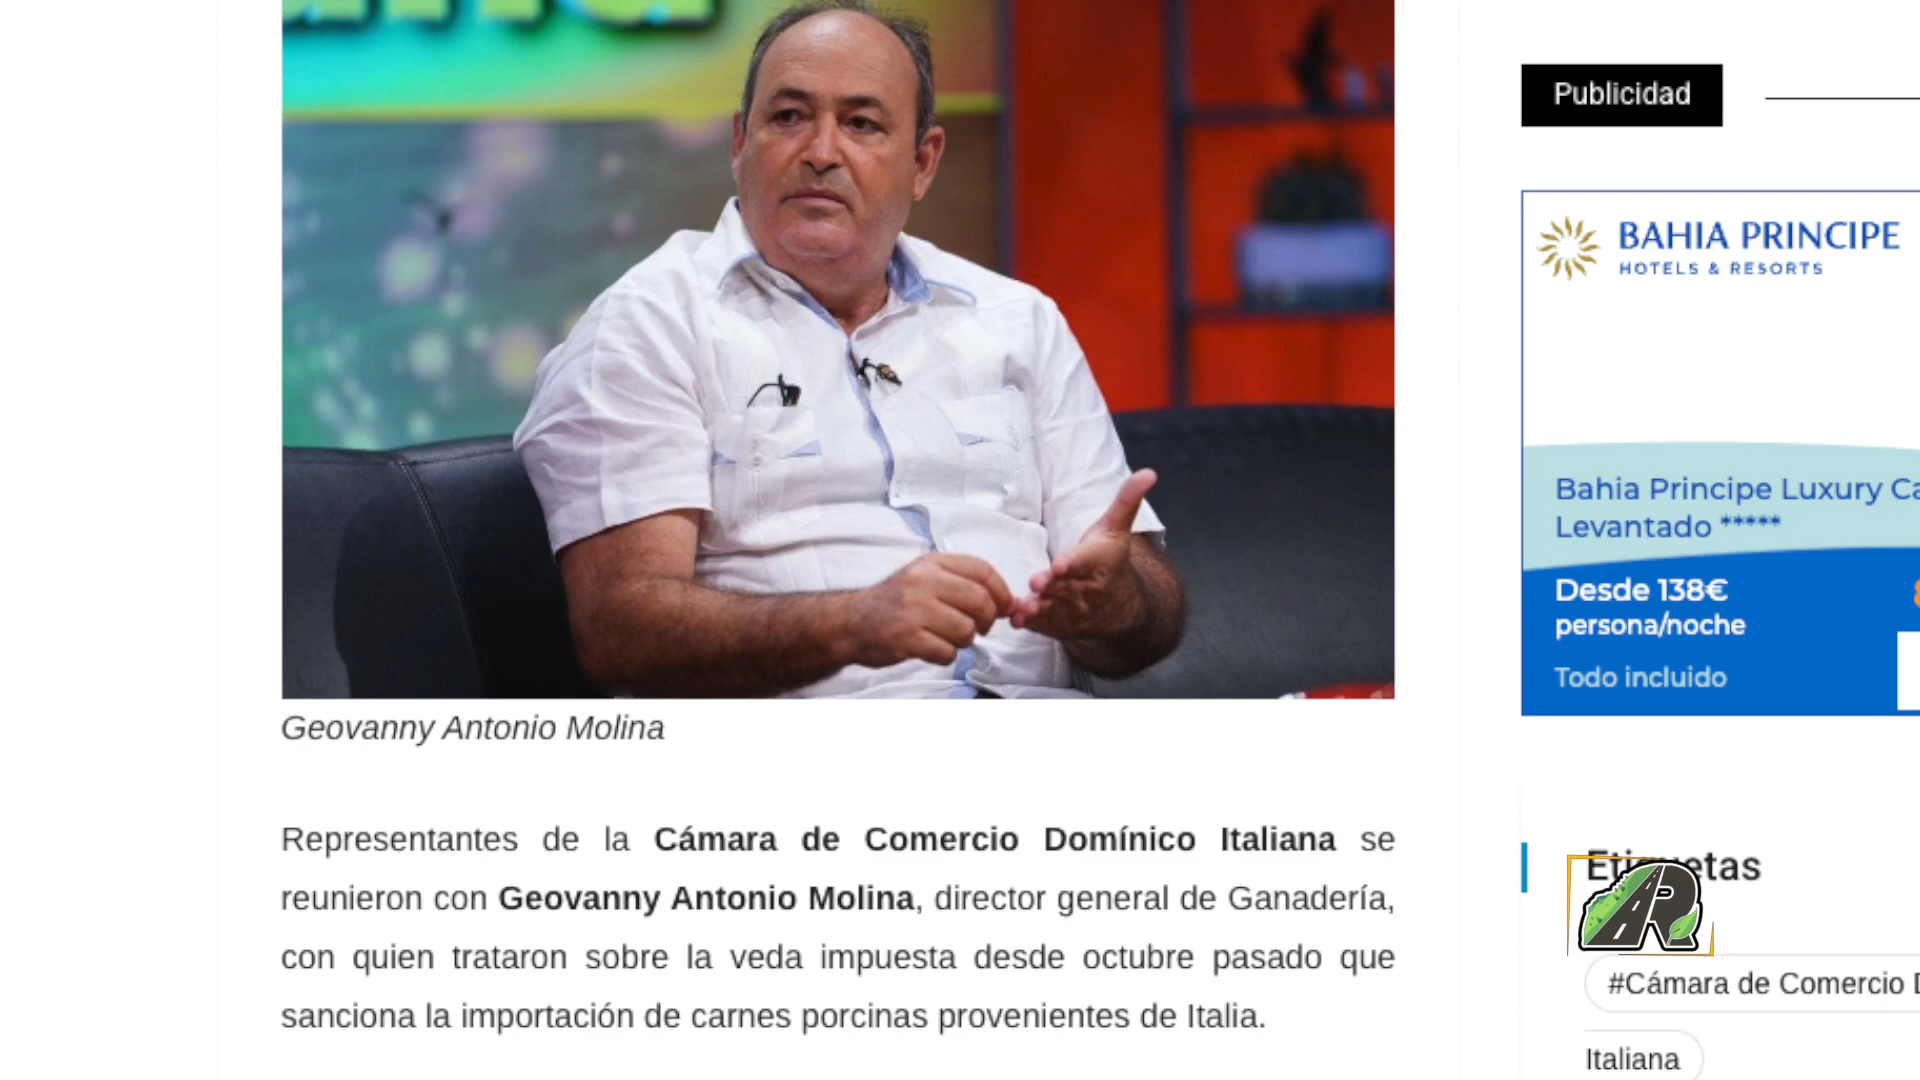 Publicidad
BAHIA PRINCIPE
HOTELS & RESORTS
Bahia Principe Luxury
Levantado *****
Desde 138€
persona/noche
Todo incluido
Geovanny Antonio Molina
Representantes de la Cámara de Comercio Domínico Italiana se
reunieron con Geovanny Antonio Molina, director general de Ganadería,
con quien trataron sobre la veda impuesta desde octubre pasado que
sanciona la importación de carnes porcinas provenientes de Italia.
Etiquetas
AR
#Cámara de Comercio
Italiana